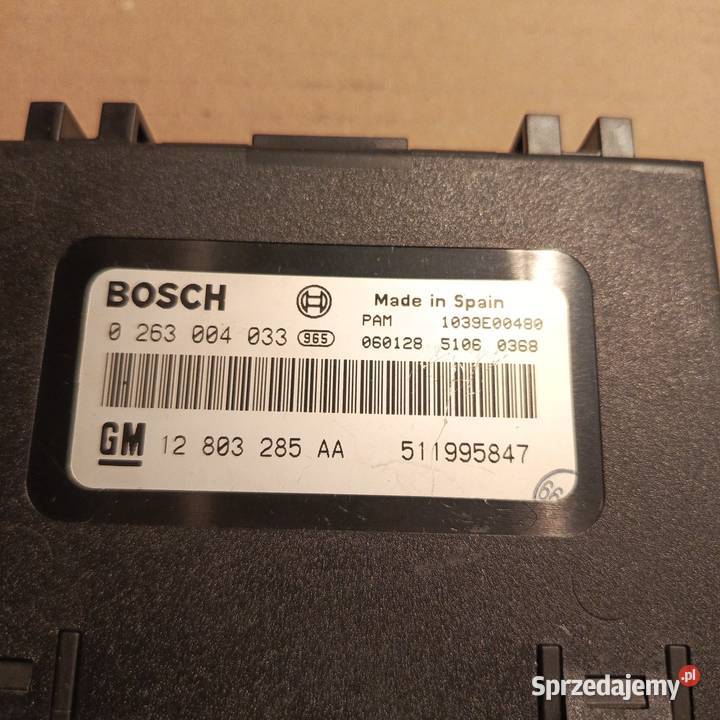 BOSCH
Made in Spain
PAM 1039E00480
0 263 004 033 965 060128 5106 0368
GM 12 803 285 AA 511995847
99
Sprzedajemy.pl